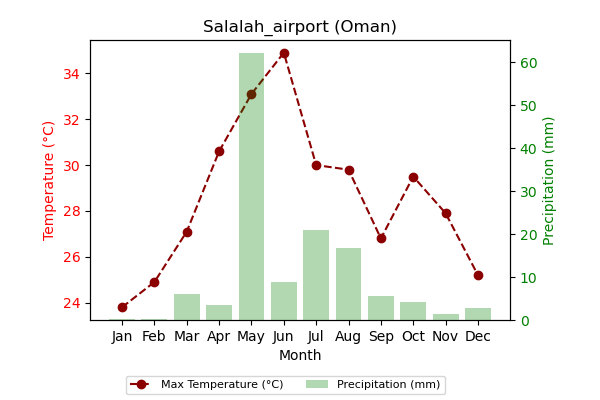 Salalah_airport (Oman)
Temperature (°C)
34
32
30
28
26
24
60
50
40
30
20
10
0
Precipitation (mm)
Jan Feb Mar Apr May Jun Jul Aug Sep Oct Nov Dec
Month
Max Temperature (°C) Precipitation (mm)